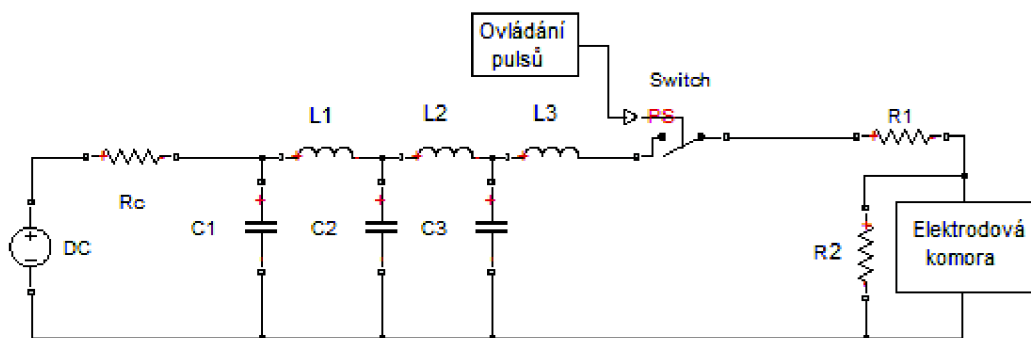 Ovládání
pulsů
Switch
PS
L1
L2
L3
R1
Rc
C1
C2
C3
DC
R2
Elektrodová
komora